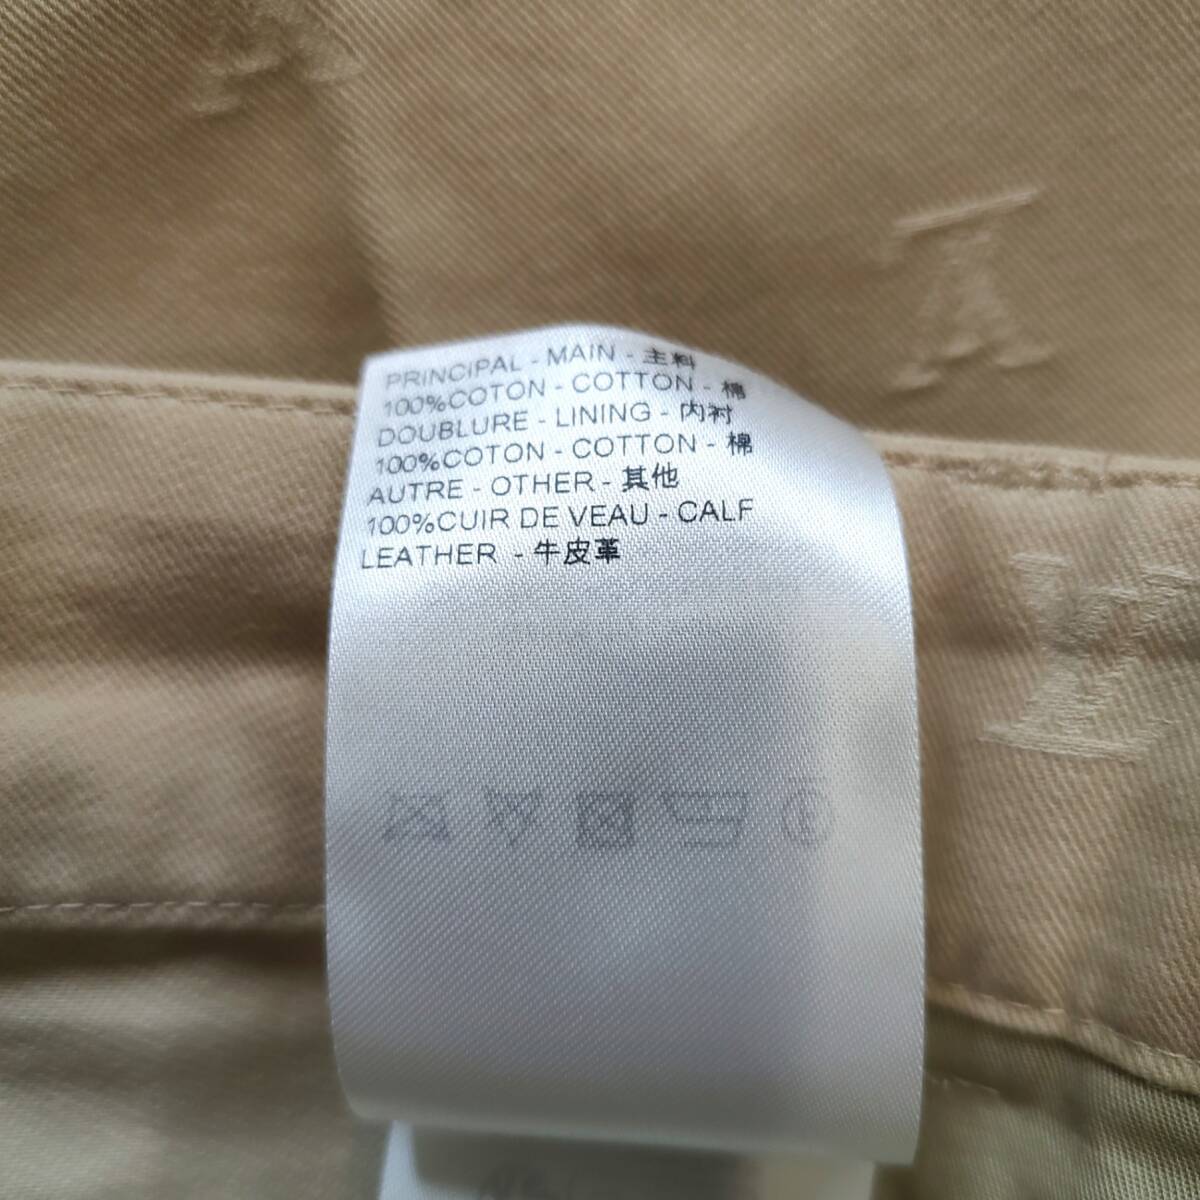 PRINCIPAL - MAIN - 主料
100%COTON - COTTON - 棉
DOUBLURE - LINING - 内衬
100%COTON - COTTON - 棉
AUTRE - OTHER - 其他
100%CUIR DE VEAU - CALF
LEATHER - 牛皮革